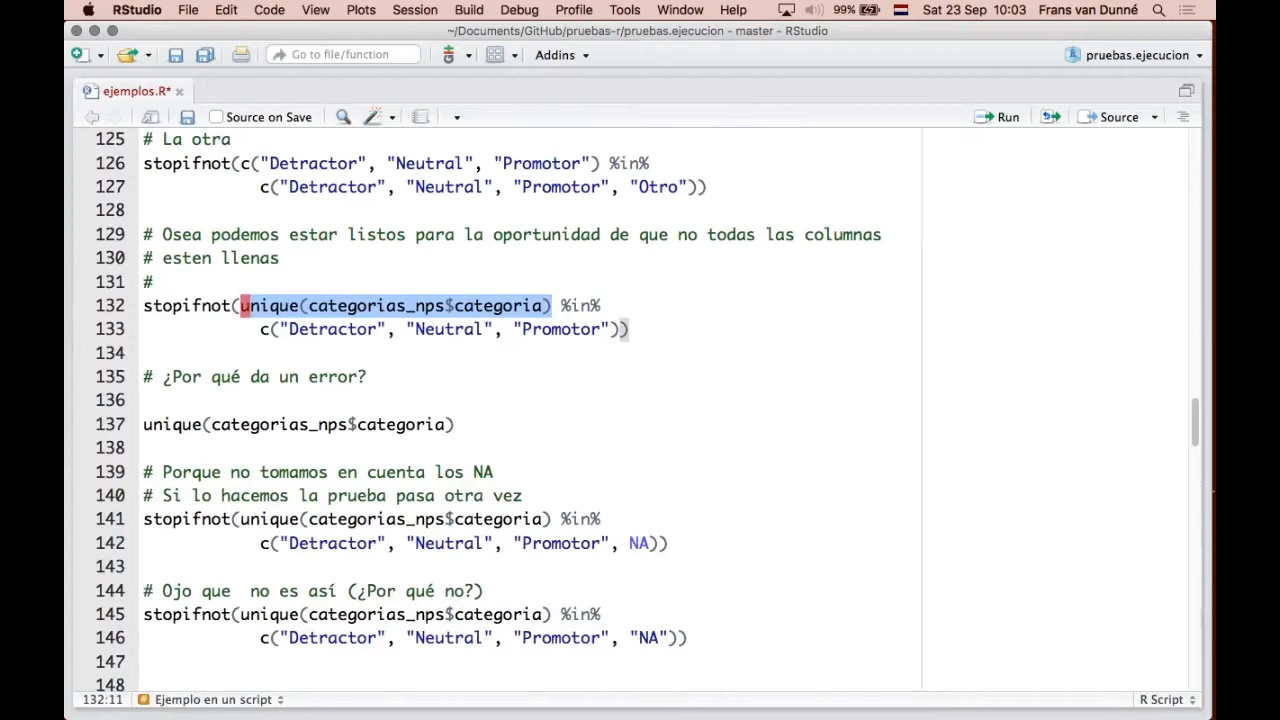 RStudio File Edit Code View Plots Session Build Debug Profile Tools Window Help 99% Sat 23 Sep 10:03 Frans van Dunné
~/Documents/GitHub/pruebas-r/pruebas.ejecucion - master - RStudio
Go to file/function Addins pruebas.ejecucion
ejemplos.R*
Source on Save Run Source
125 # La otra
126 stopifnot(c("Detractor", "Neutral", "Promotor") %in%
127 c("Detractor", "Neutral", "Promotor", "Otro"))
128
129 # Osea podemos estar listos para la oportunidad de que no todas las columnas
130 # esten llenas
131 #
132 stopifnot(unique(categorias_nps$categoria) %in%
133 c("Detractor", "Neutral", "Promotor"))
134
135 # ¿Por qué da un error?
136
137 unique(categorias_nps$categoria)
138
139 # Porque no tomamos en cuenta los NA
140 # Si lo hacemos la prueba pasa otra vez
141 stopifnot(unique(categorias_nps$categoria) %in%
142 c("Detractor", "Neutral", "Promotor", NA))
143
144 # Ojo que  no es así (¿Por qué no?)
145 stopifnot(unique(categorias_nps$categoria) %in%
146 c("Detractor", "Neutral", "Promotor", "NA"))
147
148
132:11 Ejemplo en un script R Script